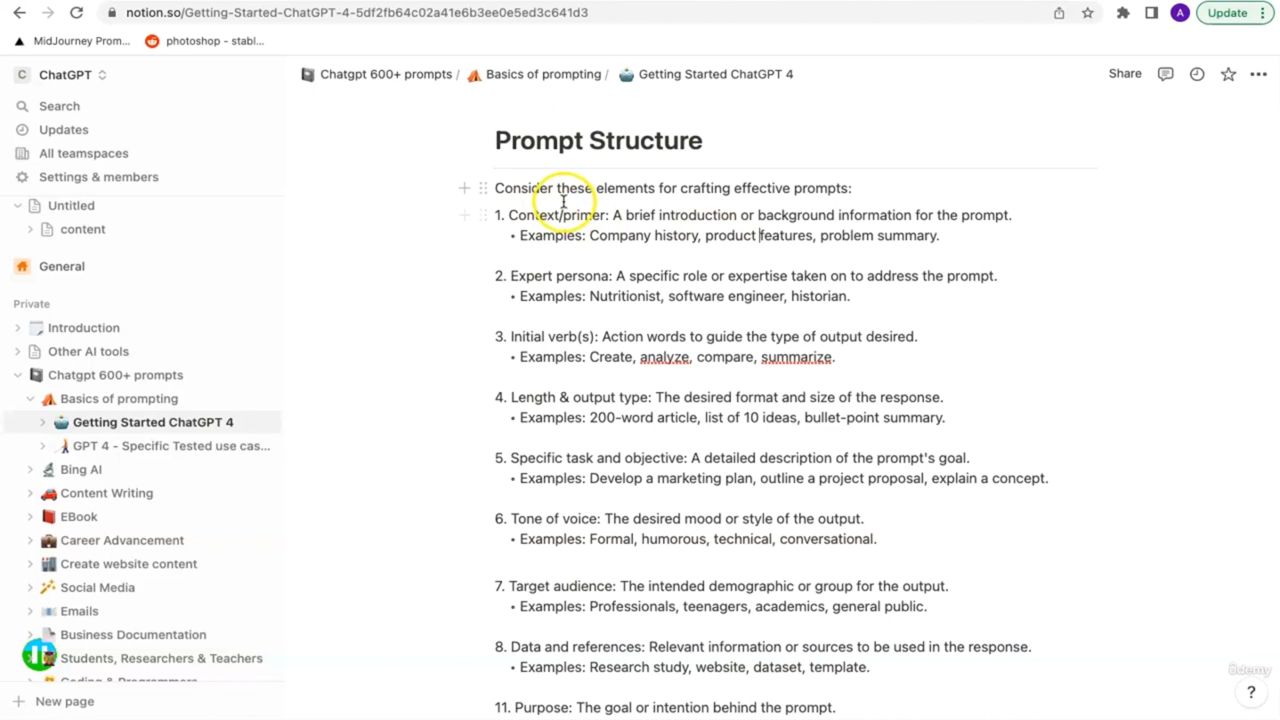 notion.so/Getting-Started-ChatGPT-4-5df2fb64c02a41e6b3ee0e5ed3c641d3
A
Update
MidJourney Prom...
photoshop - stabl...
C
ChatGPT
Chatgpt 600+ prompts /
Basics of prompting /
Getting Started ChatGPT 4
Share
Search
Updates
All teamspaces
Settings & members
Untitled
content
General
Private
Introduction
Other AI tools
Chatgpt 600+ prompts
Basics of prompting
Getting Started ChatGPT 4
GPT 4 - Specific Tested use cas...
Bing AI
Content Writing
EBook
Career Advancement
Create website content
Social Media
Emails
Business Documentation
Students, Researchers & Teachers
Coding & Programmers
New page
Prompt Structure
Consider these elements for crafting effective prompts:
1. Context/primer: A brief introduction or background information for the prompt.
• Examples: Company history, product features, problem summary.
2. Expert persona: A specific role or expertise taken on to address the prompt.
• Examples: Nutritionist, software engineer, historian.
3. Initial verb(s): Action words to guide the type of output desired.
• Examples: Create, analyze, compare, summarize.
4. Length & output type: The desired format and size of the response.
• Examples: 200-word article, list of 10 ideas, bullet-point summary.
5. Specific task and objective: A detailed description of the prompt's goal.
• Examples: Develop a marketing plan, outline a project proposal, explain a concept.
6. Tone of voice: The desired mood or style of the output.
• Examples: Formal, humorous, technical, conversational.
7. Target audience: The intended demographic or group for the output.
• Examples: Professionals, teenagers, academics, general public.
8. Data and references: Relevant information or sources to be used in the response.
• Examples: Research study, website, dataset, template.
11. Purpose: The goal or intention behind the prompt.
ûdemy
?